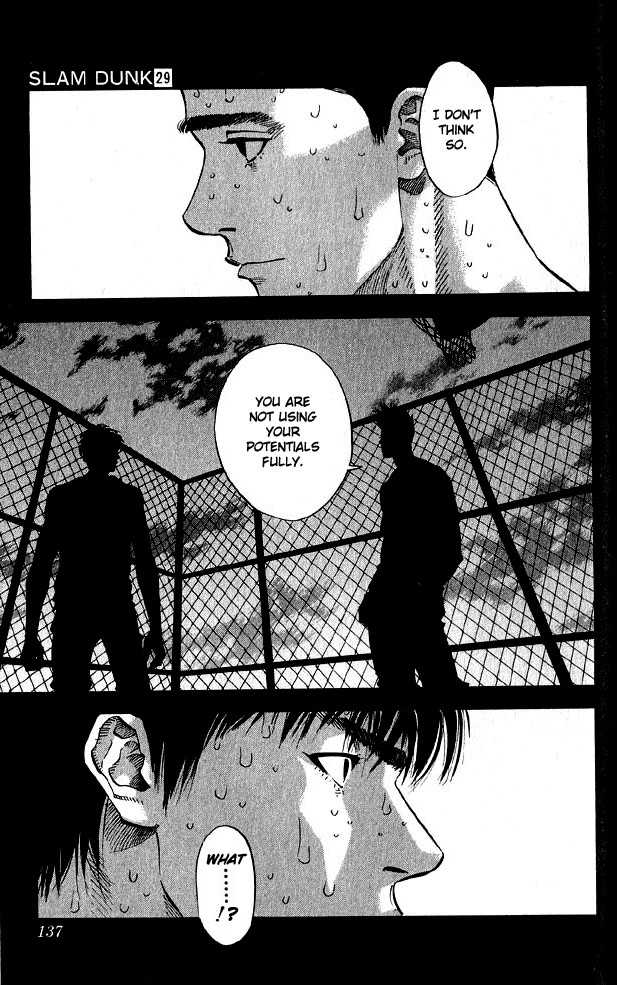 SLAM DUNK 29
I DON'T
THINK
SO.
YOU ARE
NOT USING
YOUR
POTENTIALS
FULLY.
WHAT
......
!?
137